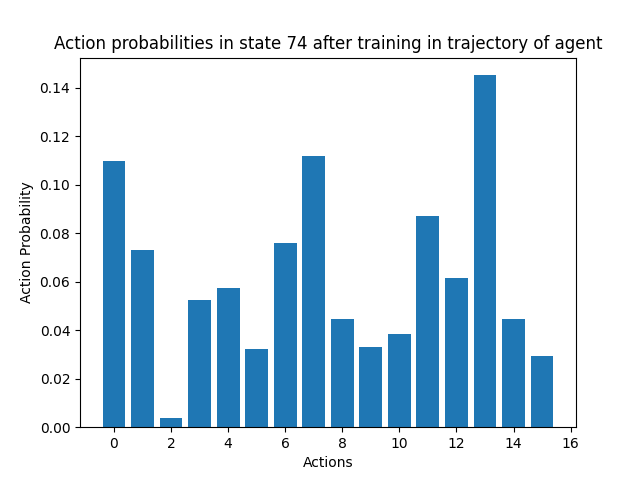 Action probabilities in state 74 after training in trajectory of agent
0.14
0.12
0.10
0.08
0.06
0.04
0.02
0.00
Action Probability
0 2 4 6 8 10 12 14 16
Actions